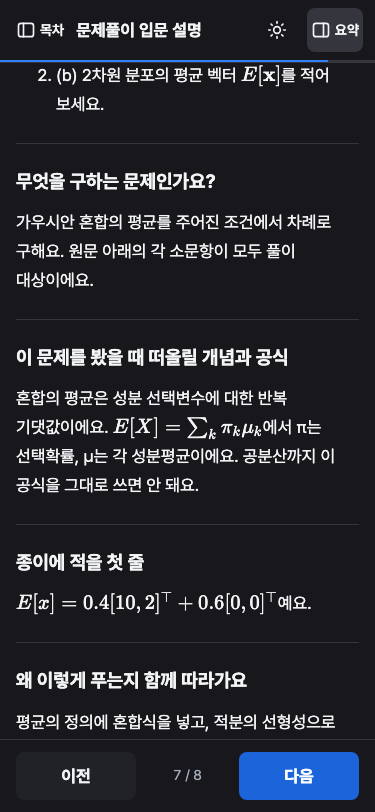 목차 문제풀이 입문 설명 요약
2. (b) 2차원 분포의 평균 벡터 E[x]를 적어
보세요.
무엇을 구하는 문제인가요?
가우시안 혼합의 평균를 주어진 조건에서 차례로
구해요. 원문 아래의 각 소문항이 모두 풀이
대상이에요.
이 문제를 봤을 때 떠올릴 개념과 공식
혼합의 평균은 성분 선택변수에 대한 반복
기댓값이에요. E[X] = ∑ₖ πₖμₖ에서 π는
선택확률, μ는 각 성분평균이에요. 공분산까지 이
공식을 그대로 쓰면 안 돼요.
종이에 적을 첫 줄
E[x] = 0.4[10, 2]⊤ + 0.6[0, 0]⊤예요.
왜 이렇게 푸는지 함께 따라가요
평균의 정의에 혼합식을 넣고, 적분의 선형성으로
이전 7 / 8 다음